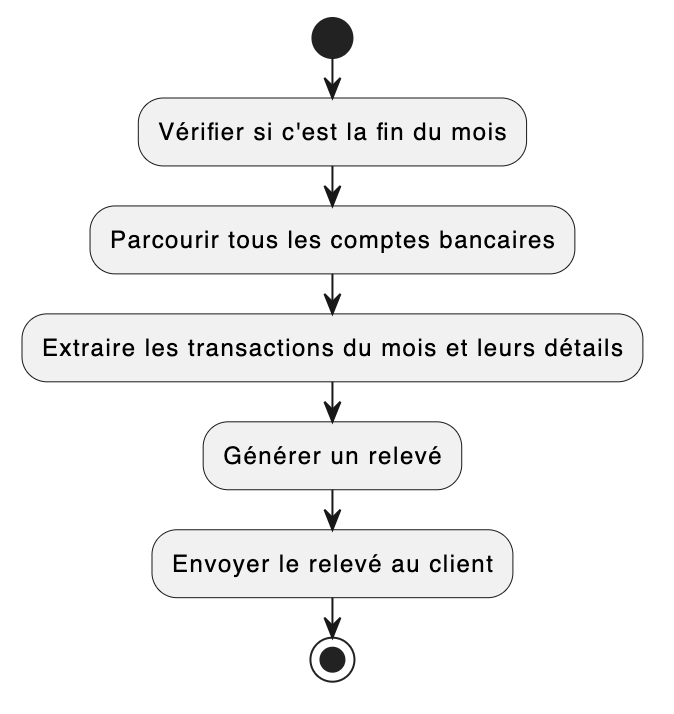 Vérifier si c'est la fin du mois
Parcourir tous les comptes bancaires
Extraire les transactions du mois et leurs détails
Générer un relevé
Envoyer le relevé au client